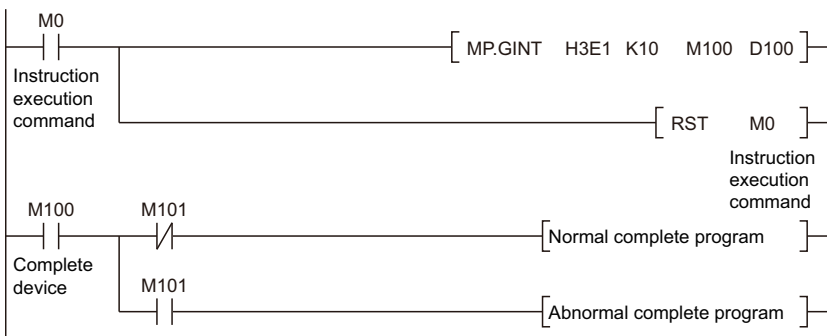 M0
MP.GINT H3E1 K10 M100 D100
Instruction
execution
command
RST M0
Instruction
execution
command
M100 M101
Normal complete program
Complete
device
M101
Abnormal complete program